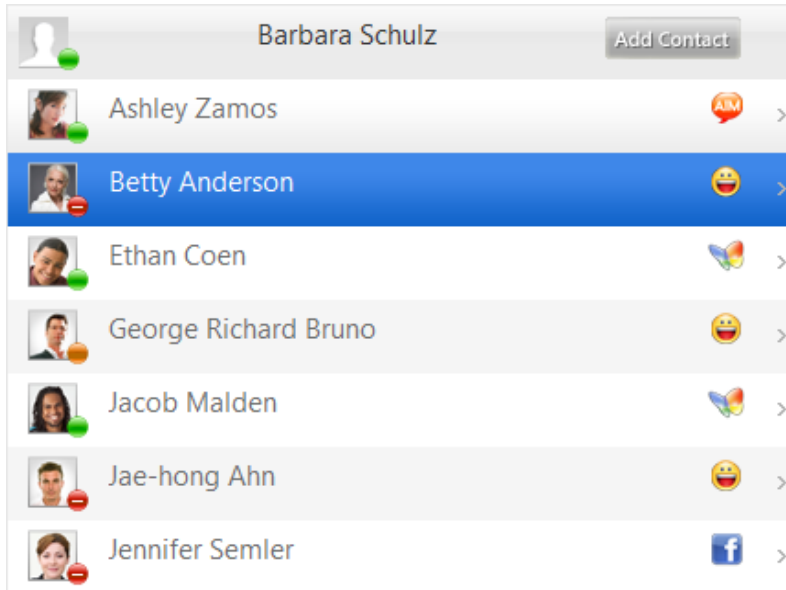 Barbara Schulz
Add Contact
Ashley Zamos
AIM
Betty Anderson
Ethan Coen
George Richard Bruno
Jacob Malden
Jae-hong Ahn
Jennifer Semler
f